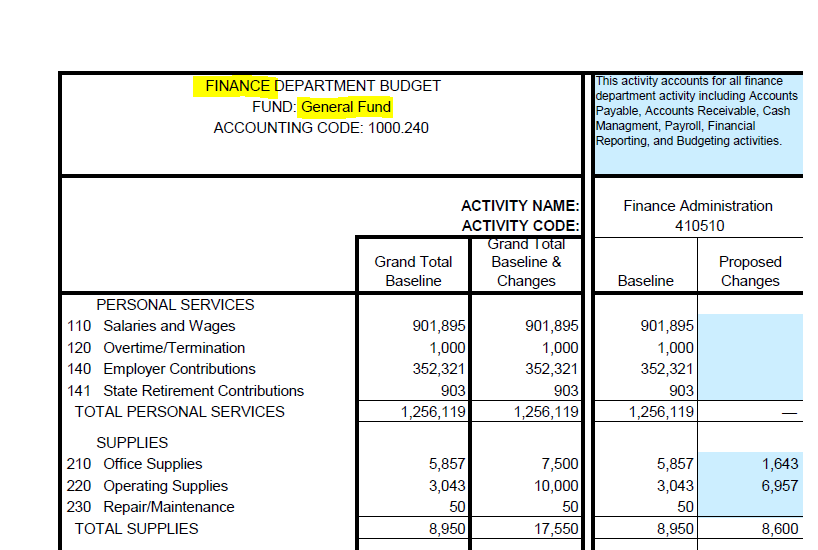 FINANCE DEPARTMENT BUDGET
FUND: General Fund
ACCOUNTING CODE: 1000.240
This activity accounts for all finance
department activity including Accounts
Payable, Accounts Receivable, Cash
Managment, Payroll, Financial
Reporting, and Budgeting activities.
ACTIVITY NAME: Finance Administration
ACTIVITY CODE: 410510
Grand Total
Baseline
Grand Total
Baseline &
Changes
Baseline
Proposed
Changes
PERSONAL SERVICES
110 Salaries and Wages 901,895 901,895 901,895
120 Overtime/Termination 1,000 1,000 1,000
140 Employer Contributions 352,321 352,321 352,321
141 State Retirement Contributions 903 903 903
TOTAL PERSONAL SERVICES 1,256,119 1,256,119 1,256,119 —
SUPPLIES
210 Office Supplies 5,857 7,500 5,857 1,643
220 Operating Supplies 3,043 10,000 3,043 6,957
230 Repair/Maintenance 50 50 50
TOTAL SUPPLIES 8,950 17,550 8,950 8,600